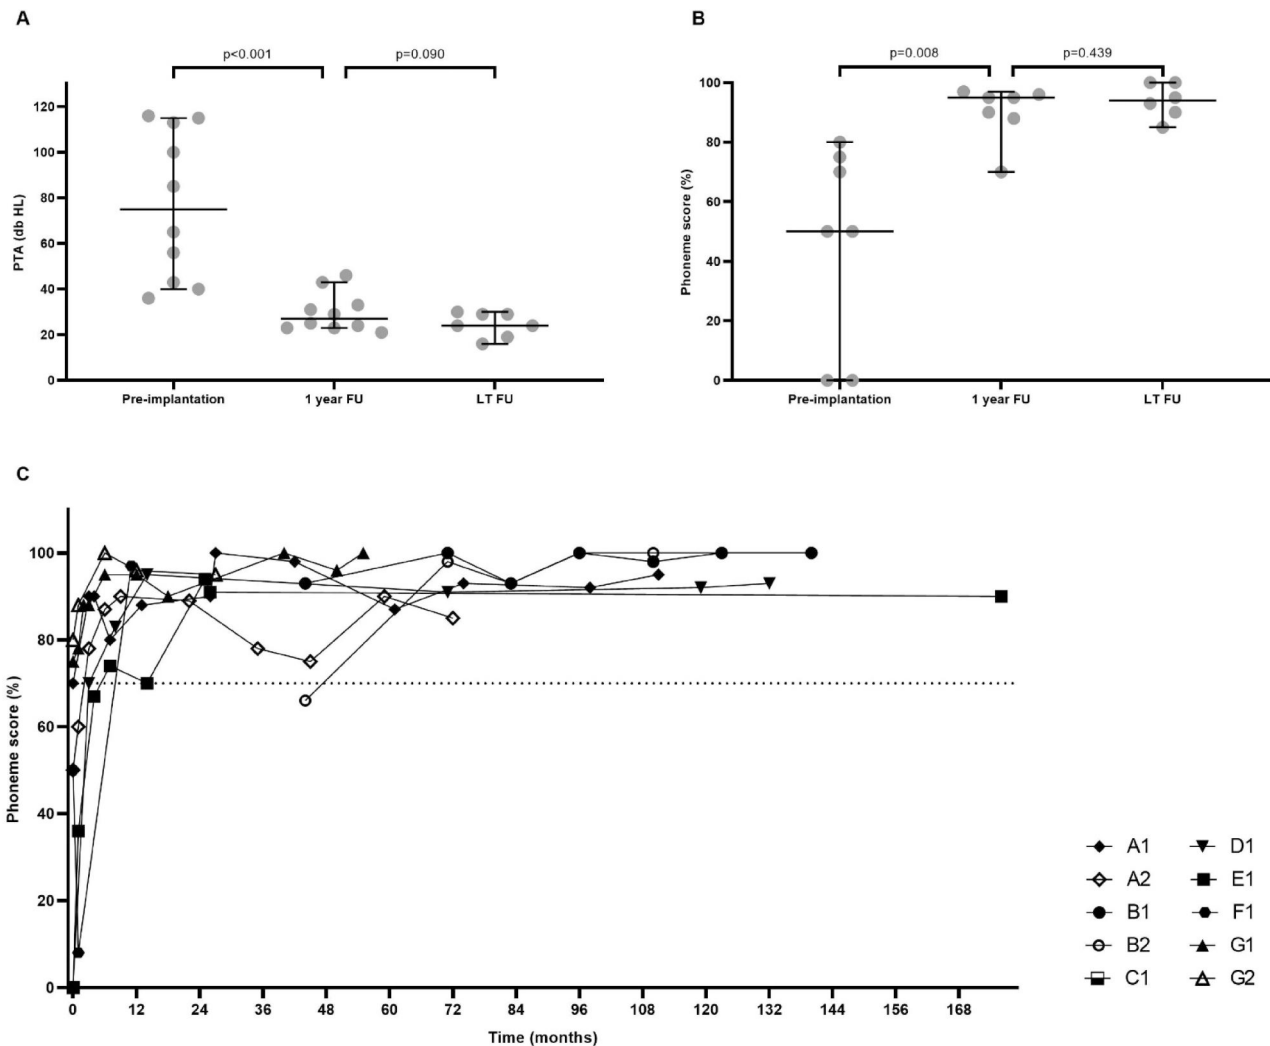 A
p<0.001
p=0.090
PTA (db HL)
120
100
80
60
40
20
0
Pre-implantation
1 year FU
LT FU
B
p=0.008
p=0.439
Phoneme score (%)
100
80
60
40
20
0
Pre-implantation
1 year FU
LT FU
C
Phoneme score (%)
100
80
60
40
20
0
0 12 24 36 48 60 72 84 96 108 120 132 144 156 168
Time (months)
A1 D1
A2 E1
B1 F1
B2 G1
C1 G2